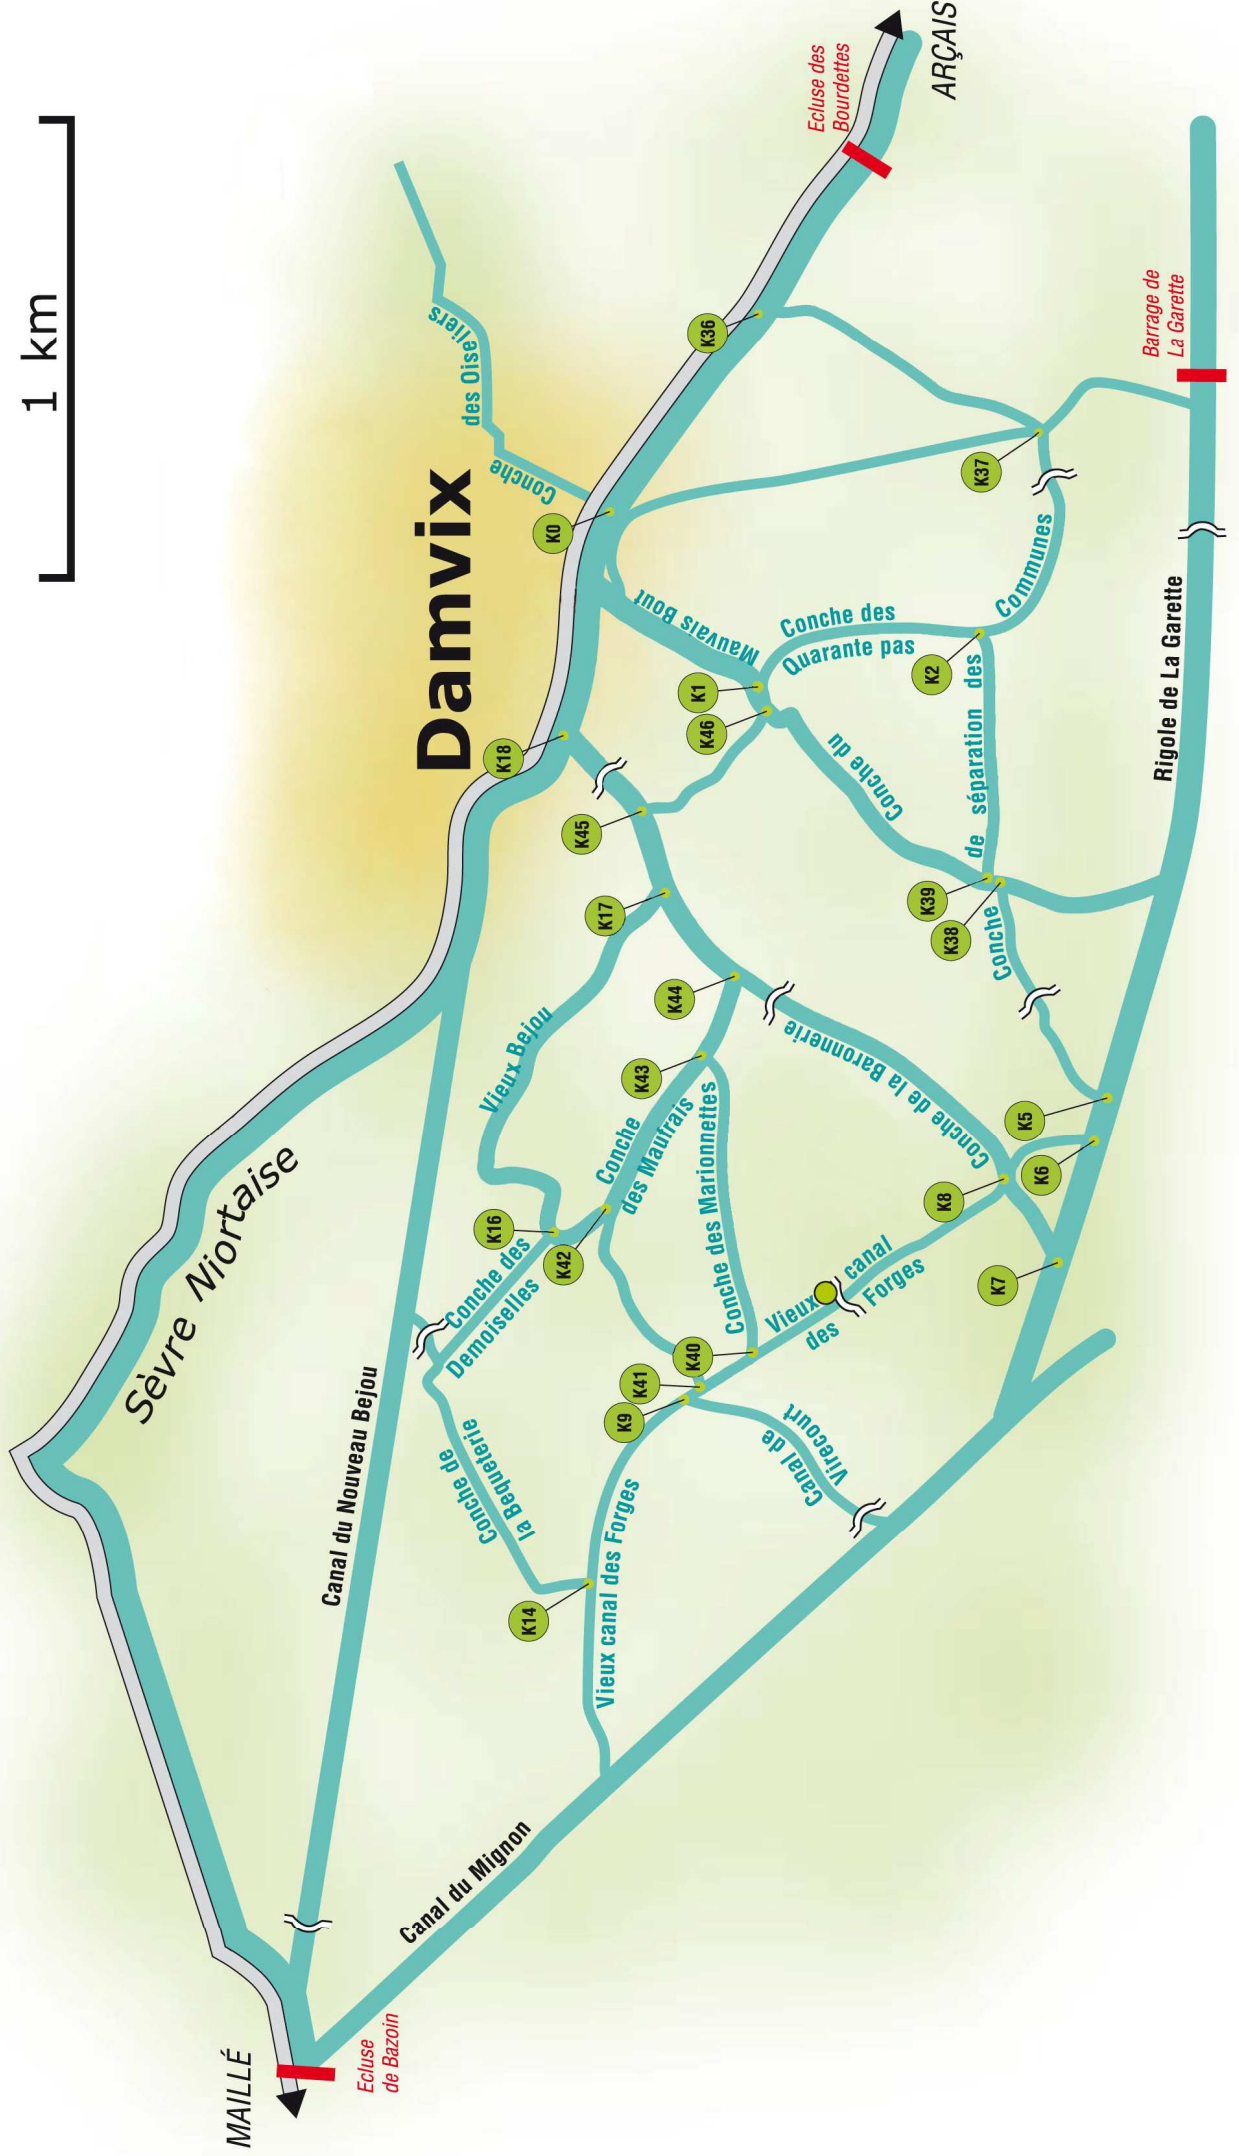 1 km
Damvix
Sèvre Niortaise
MAILLÉ
ARÇAIS
Ecluse
de Bazoin
Ecluse des
Bourdettes
Barrage de
La Garette
Canal du Nouveau Bejou
Canal du Mignon
Rigole de La Garette
Conche
des Oiseliers
Mauvais Bout
Conche des
Quarante pas
Conche du
Conche
de séparation des
Communes
Vieux Bejou
Conche
des Maufrais
Conche des Marionnettes
Conche de la Baronnerie
Conche des
Demoiselles
Conche de
la Bequeterie
Vieux canal des Forges
Vieux canal
des Forges
Canal de
Virecourt
K0
K1
K2
K5
K6
K7
K8
K9
K14
K16
K17
K18
K36
K37
K38
K39
K40
K41
K42
K43
K44
K45
K46